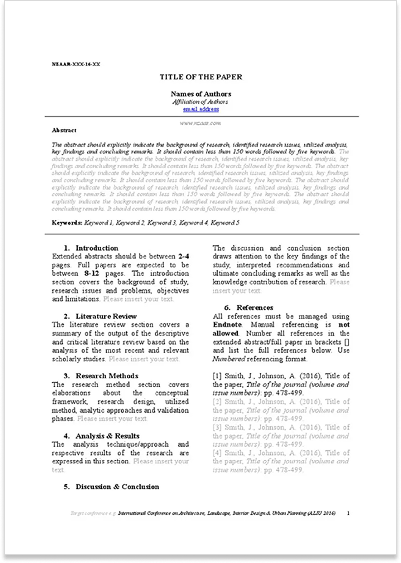 NEAAR-XXX-16-XX
TITLE OF THE PAPER
Names of Authors
Affiliation of Authors
email address
www.neaar.com
Abstract
The abstract should explicitly indicate the background of research, identified research issues, utilized analysis,
key findings and concluding remarks. It should contain less than 150 words followed by five keywords. The
abstract should explicitly indicate the background of research, identified research issues, utilized analysis, key
findings and concluding remarks. It should contain less than 150 words followed by five keywords. The abstract
should explicitly indicate the background of research, identified research issues, utilized analysis, key findings
and concluding remarks. It should contain less than 150 words followed by five keywords. The abstract should
explicitly indicate the background of research, identified research issues, utilized analysis, key findings and
concluding remarks. It should contain less than 150 words followed by five keywords. The abstract should
explicitly indicate the background of research, identified research issues, utilized analysis, key findings and
concluding remarks. It should contain less than 150 words followed by five keywords.
Keywords: Keyword 1, Keyword 2, Keyword 3, Keyword 4, Keyword 5
1. Introduction
Extended abstracts should be between 2-4
pages. Full papers are expected to be
between 8-12 pages. The introduction
section covers the background of study,
research issues and problems, objectives
and limitations. Please insert your text.
2. Literature Review
The literature review section covers a
summary of the output of the descriptive
and critical literature review based on the
analysis of the most recent and relevant
scholarly studies. Please insert your text.
3. Research Methods
The research method section covers
elaborations about the conceptual
framework, research design, utilized
method, analytic approaches and validation
phases. Please insert your text.
4. Analysis & Results
The analysis technique/approach and
respective results of the research are
expressed in this section. Please insert your
text.
5. Discussion & Conclusion
The discussion and conclusion section
draws attention to the key findings of the
study, interpreted recommendations and
ultimate concluding remarks as well as the
knowledge contribution of research. Please
insert your text.
6. References
All references must be managed using
Endnote. Manual referencing is not
allowed. Number all references in the
extended abstract/full paper in brackets []
and list the full references below. Use
Numbered referencing format.
[1] Smith, J., Johnson, A. (2016), Title of
the paper, Title of the journal (volume and
issue numbers): pp. 478-499.
[2] Smith, J., Johnson, A. (2016), Title of
the paper, Title of the journal (volume and
issue numbers): pp. 478-499.
[3] Smith, J., Johnson, A. (2016), Title of
the paper, Title of the journal (volume and
issue numbers): pp. 478-499.
[4] Smith, J., Johnson, A. (2016), Title of
the paper, Title of the journal (volume and
issue numbers): pp. 478-499.
Target conference e.g. International Conference on Architecture, Landscape, Interior Design & Urban Planning (ALIU 2016) 1